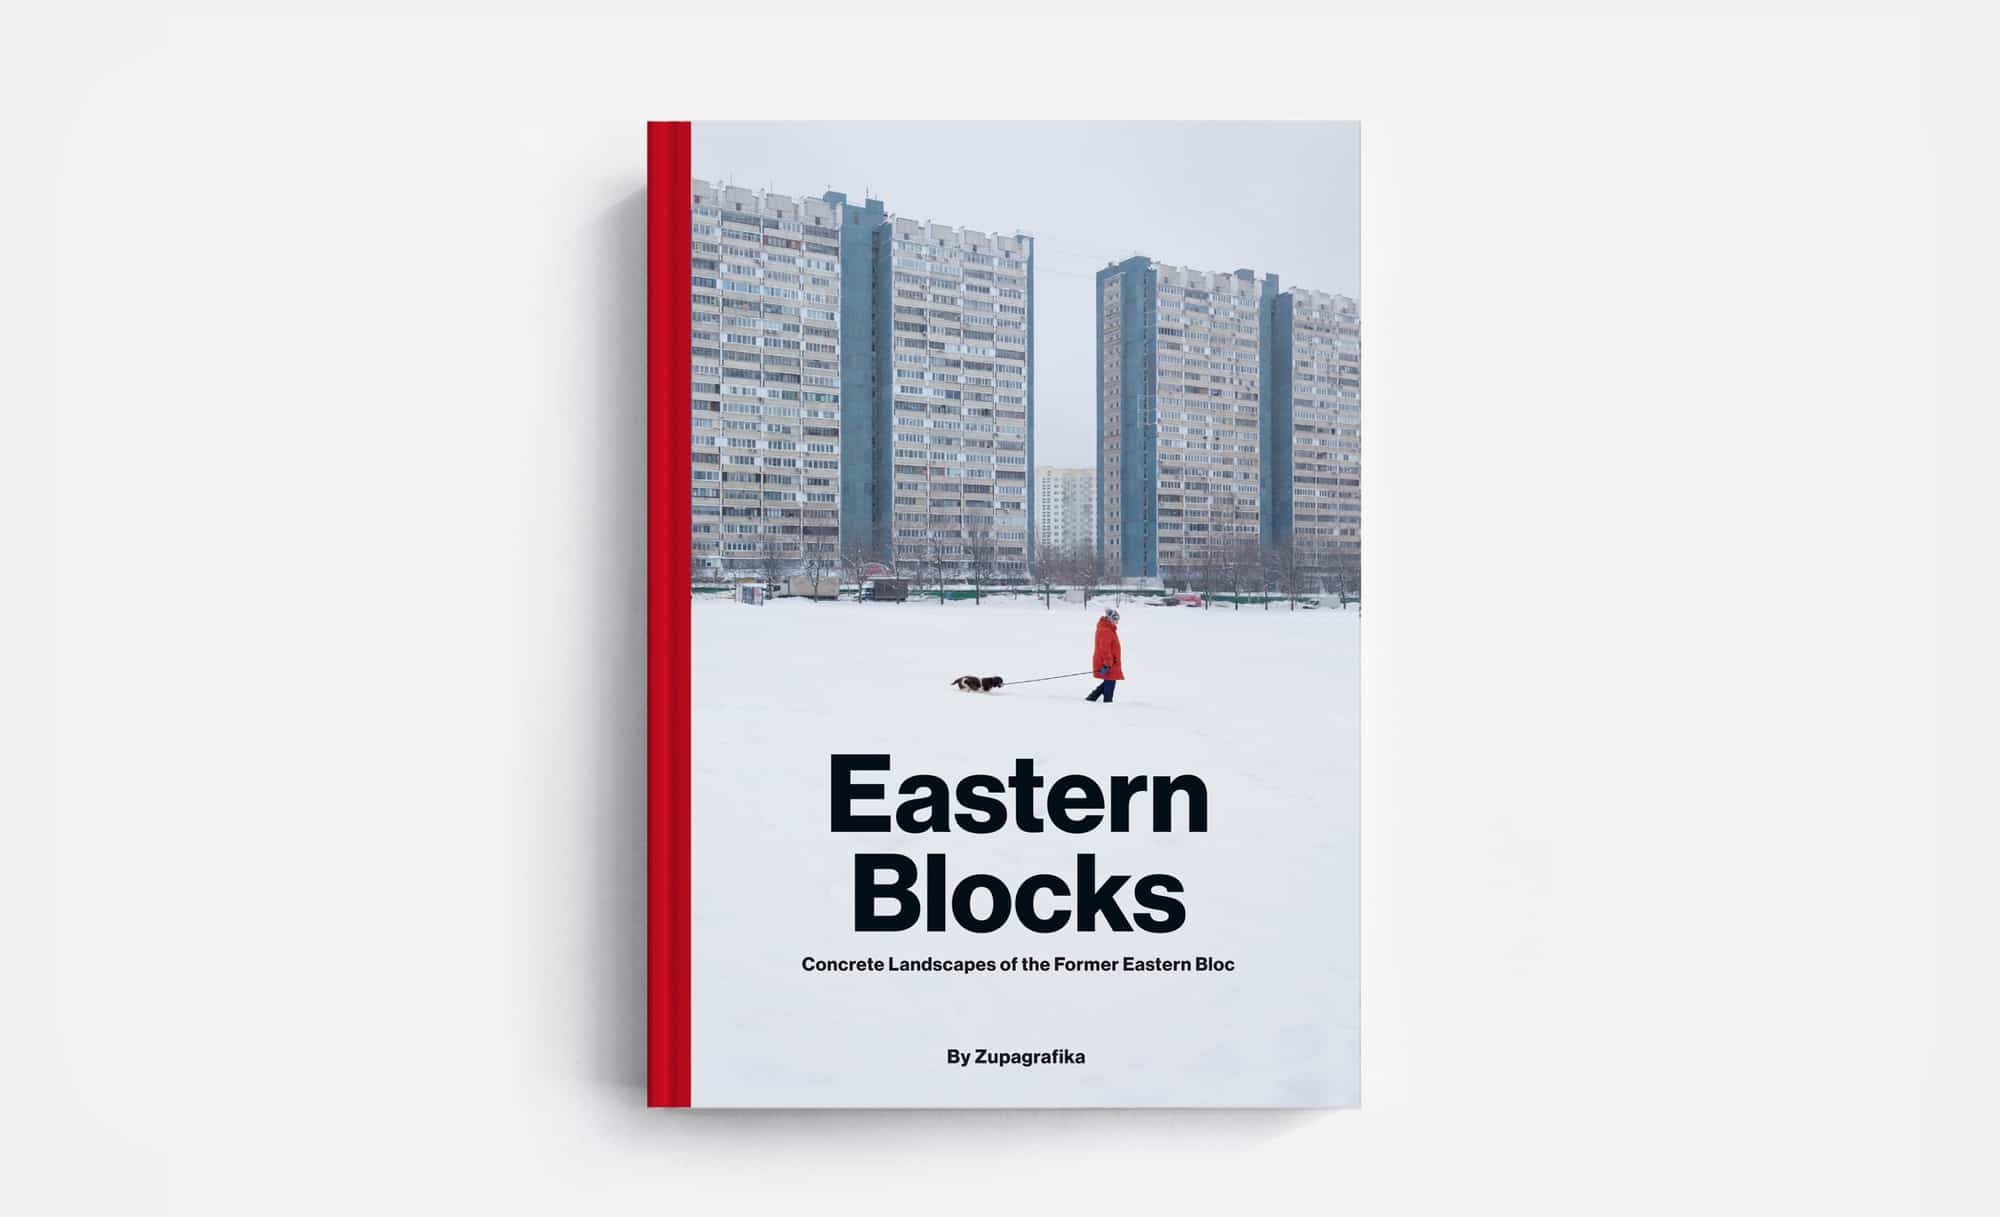 Eastern
Blocks
Concrete Landscapes of the Former Eastern Bloc
By Zupagrafika